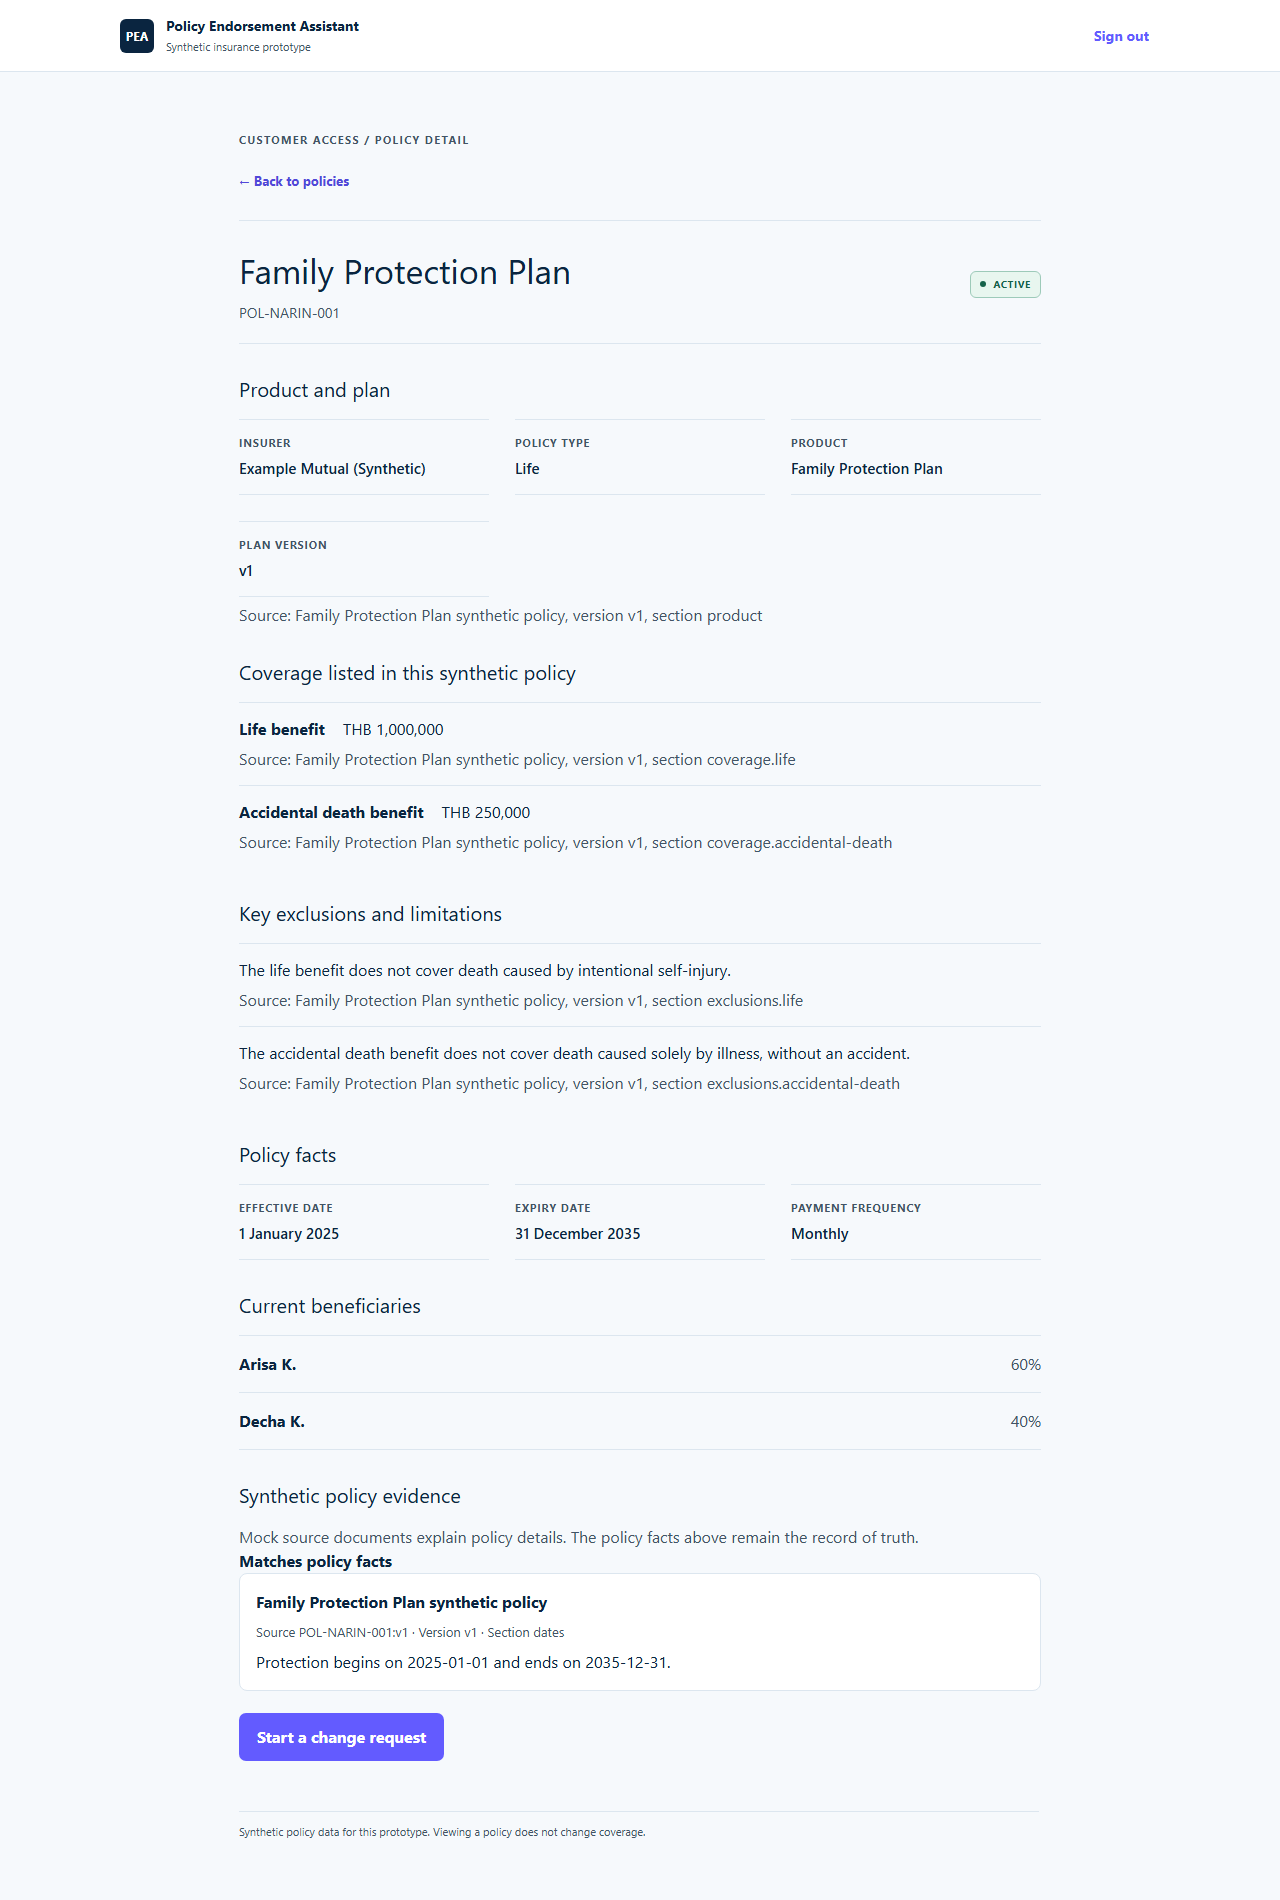 PEA
Policy Endorsement Assistant
Synthetic insurance prototype
Sign out
CUSTOMER ACCESS / POLICY DETAIL
← Back to policies
Family Protection Plan
ACTIVE
POL-NARIN-001
Product and plan
INSURER
Example Mutual (Synthetic)
POLICY TYPE
Life
PRODUCT
Family Protection Plan
PLAN VERSION
v1
Source: Family Protection Plan synthetic policy, version v1, section product
Coverage listed in this synthetic policy
Life benefit THB 1,000,000
Source: Family Protection Plan synthetic policy, version v1, section coverage.life
Accidental death benefit THB 250,000
Source: Family Protection Plan synthetic policy, version v1, section coverage.accidental-death
Key exclusions and limitations
The life benefit does not cover death caused by intentional self-injury.
Source: Family Protection Plan synthetic policy, version v1, section exclusions.life
The accidental death benefit does not cover death caused solely by illness, without an accident.
Source: Family Protection Plan synthetic policy, version v1, section exclusions.accidental-death
Policy facts
EFFECTIVE DATE
1 January 2025
EXPIRY DATE
31 December 2035
PAYMENT FREQUENCY
Monthly
Current beneficiaries
Arisa K. 60%
Decha K. 40%
Synthetic policy evidence
Mock source documents explain policy details. The policy facts above remain the record of truth.
Matches policy facts
Family Protection Plan synthetic policy
Source POL-NARIN-001:v1 · Version v1 · Section dates
Protection begins on 2025-01-01 and ends on 2035-12-31.
Start a change request
Synthetic policy data for this prototype. Viewing a policy does not change coverage.